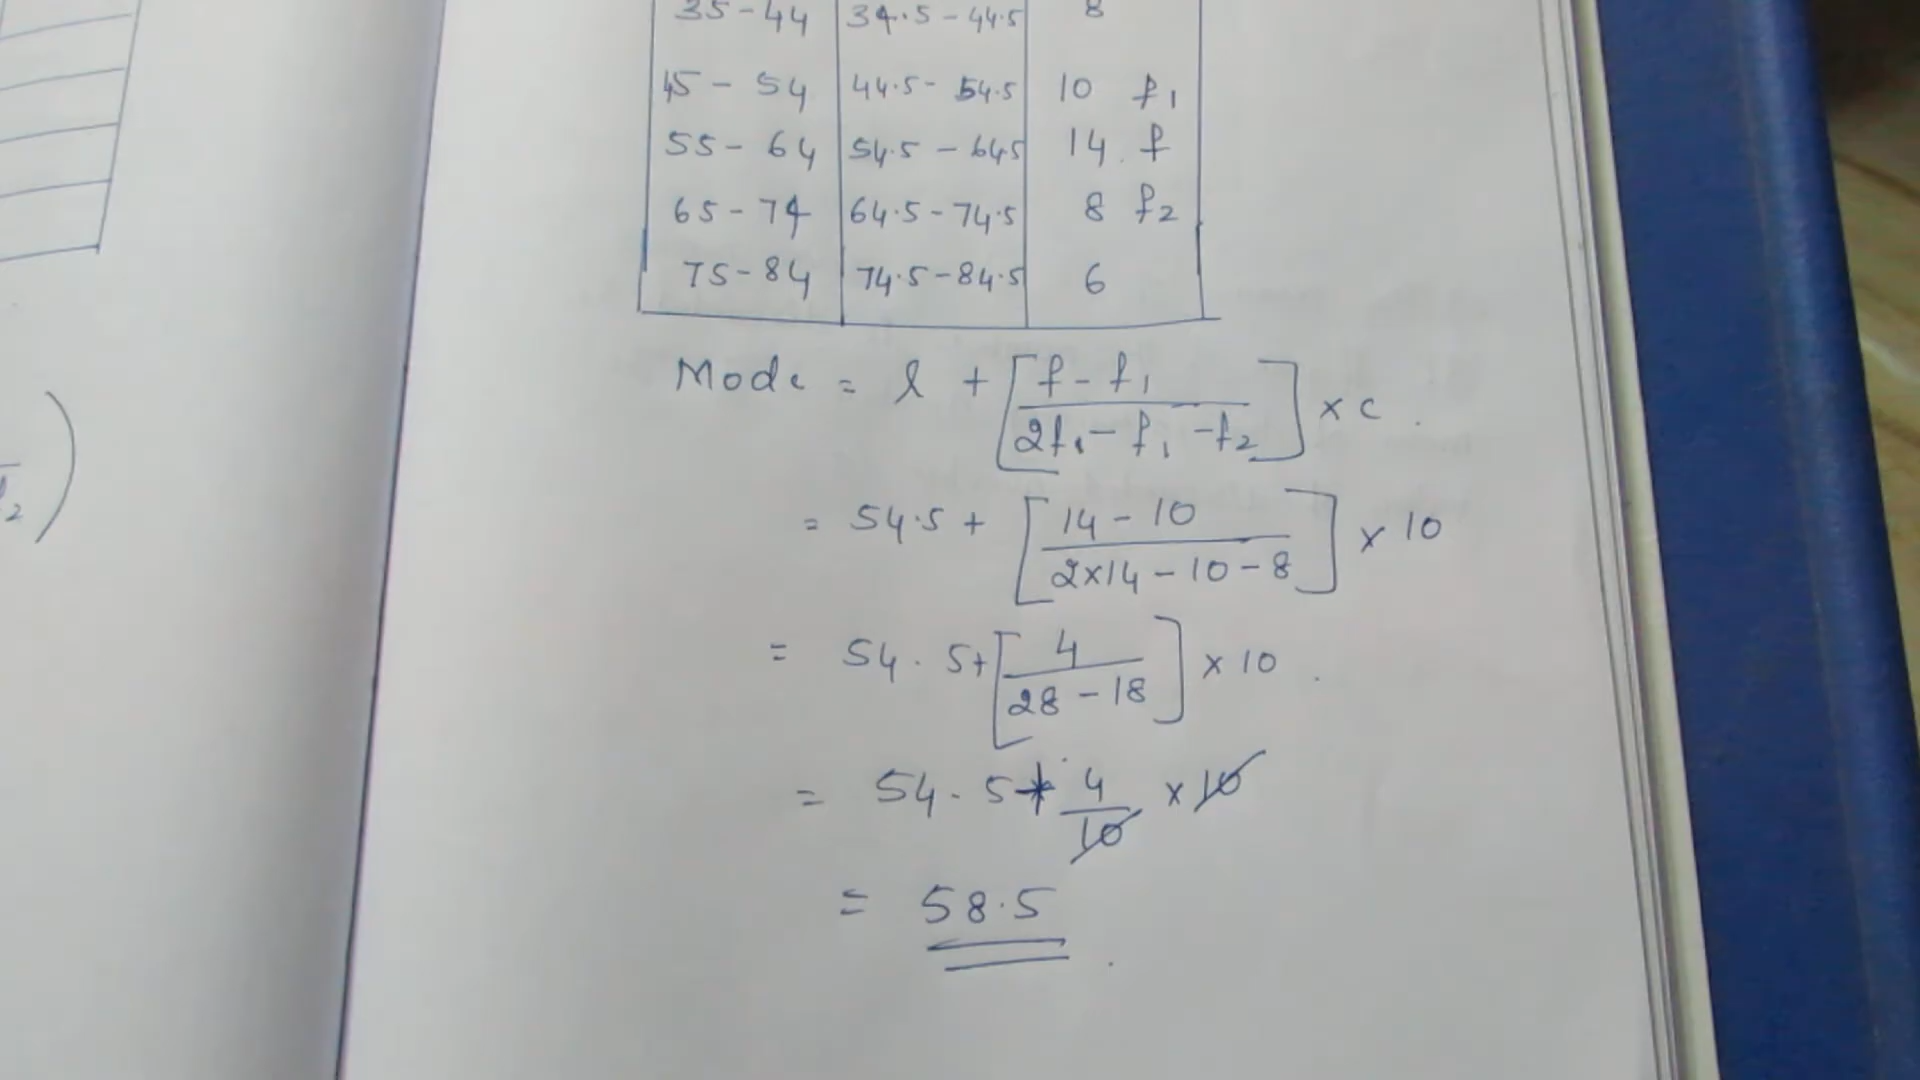 35-44 34.5-44.5 8
45-54 44.5-54.5 10 f1
55-64 54.5-645 14 f
65-74 64.5-74.5 8 f2
75-84 74.5-84.5 6
Mode = l + [f-f1 / 2f1-f1-f2] x c
= 54.5 + [14-10 / 2x14-10-8] x 10
= 54.5+ [4 / 28-18] x 10
= 54.5+ 4/10 x 10
= 58.5
2
)